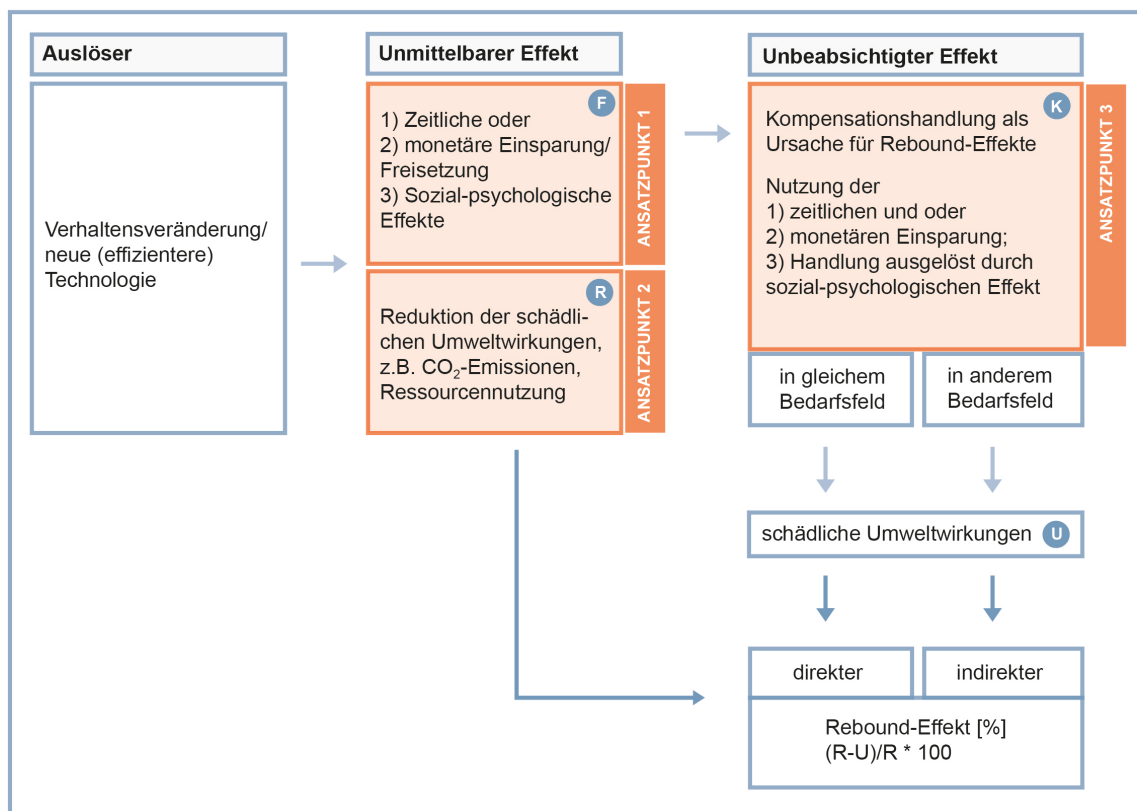 Auslöser
Verhaltensveränderung/
neue (effizientere)
Technologie
Unmittelbarer Effekt
F
1) Zeitliche oder
2) monetäre Einsparung/
Freisetzung
3) Sozial-psychologische
Effekte
ANSATZPUNKT 1
R
Reduktion der schädli-
chen Umweltwirkungen,
z.B. CO₂-Emissionen,
Ressourcennutzung
ANSATZPUNKT 2
Unbeabsichtigter Effekt
K
Kompensationshandlung als
Ursache für Rebound-Effekte
Nutzung der
1) zeitlichen und oder
2) monetären Einsparung;
3) Handlung ausgelöst durch
sozial-psychologischen Effekt
ANSATZPUNKT 3
in gleichem
Bedarfsfeld
in anderem
Bedarfsfeld
schädliche Umweltwirkungen U
direkter
indirekter
Rebound-Effekt [%]
(R-U)/R * 100